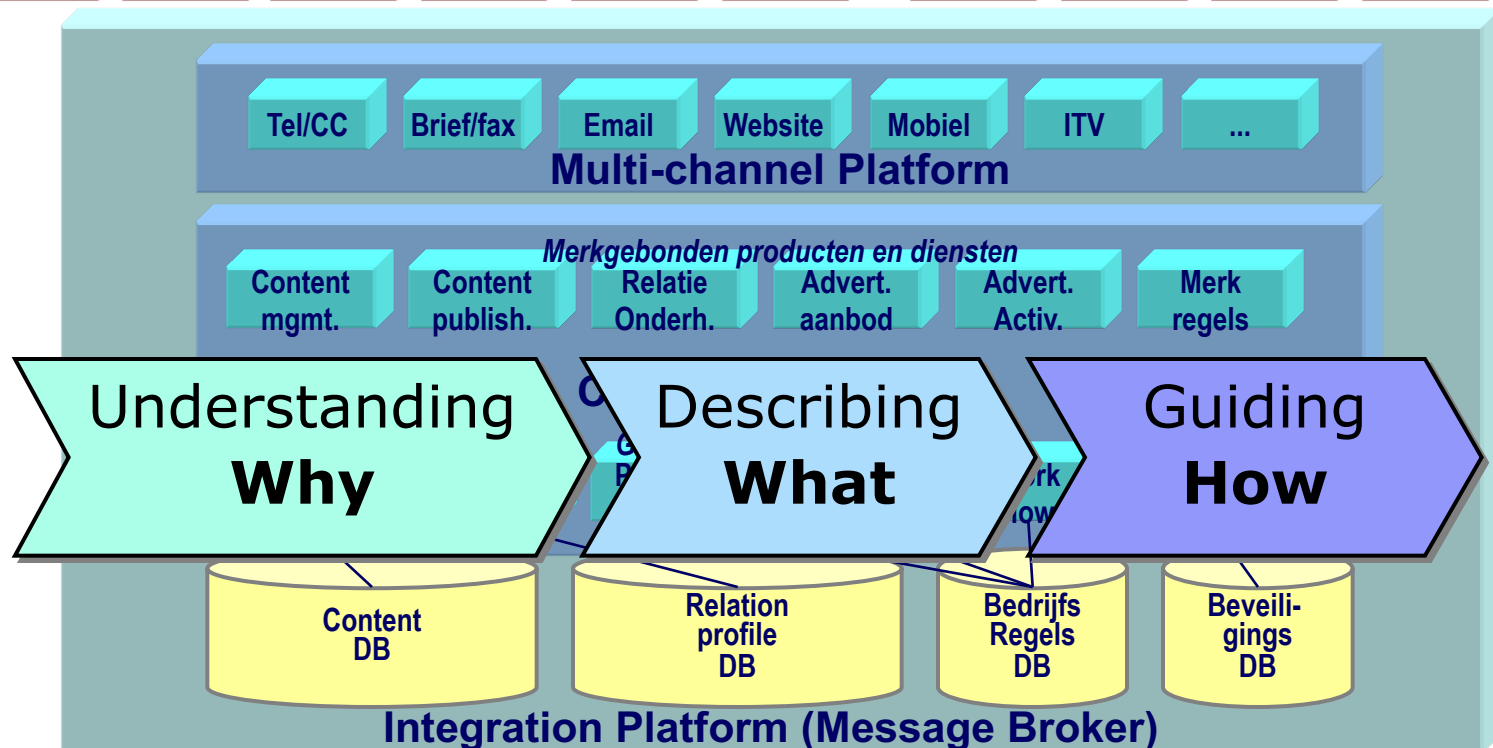 Tel/CC
Brief/fax
Email
Website
Mobiel
ITV
...
Multi-channel Platform
Merkgebonden producten en diensten
Content
mgmt.
Content
publish.
Relatie
Onderh.
Advert.
aanbod
Advert.
Activ.
Merk
regels
Understanding
Why
Describing
What
Guiding
How
Content
DB
Relation
profile
DB
Bedrijfs
Regels
DB
Beveili-
gings
DB
Integration Platform (Message Broker)